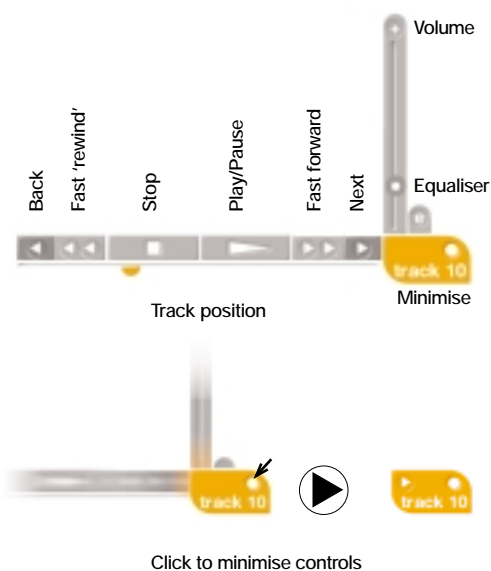 Volume
Back
Fast 'rewind'
Stop
Play/Pause
Fast forward
Next
Equaliser
e
track 10
Minimise
Track position
track 10
track 10
Click to minimise controls